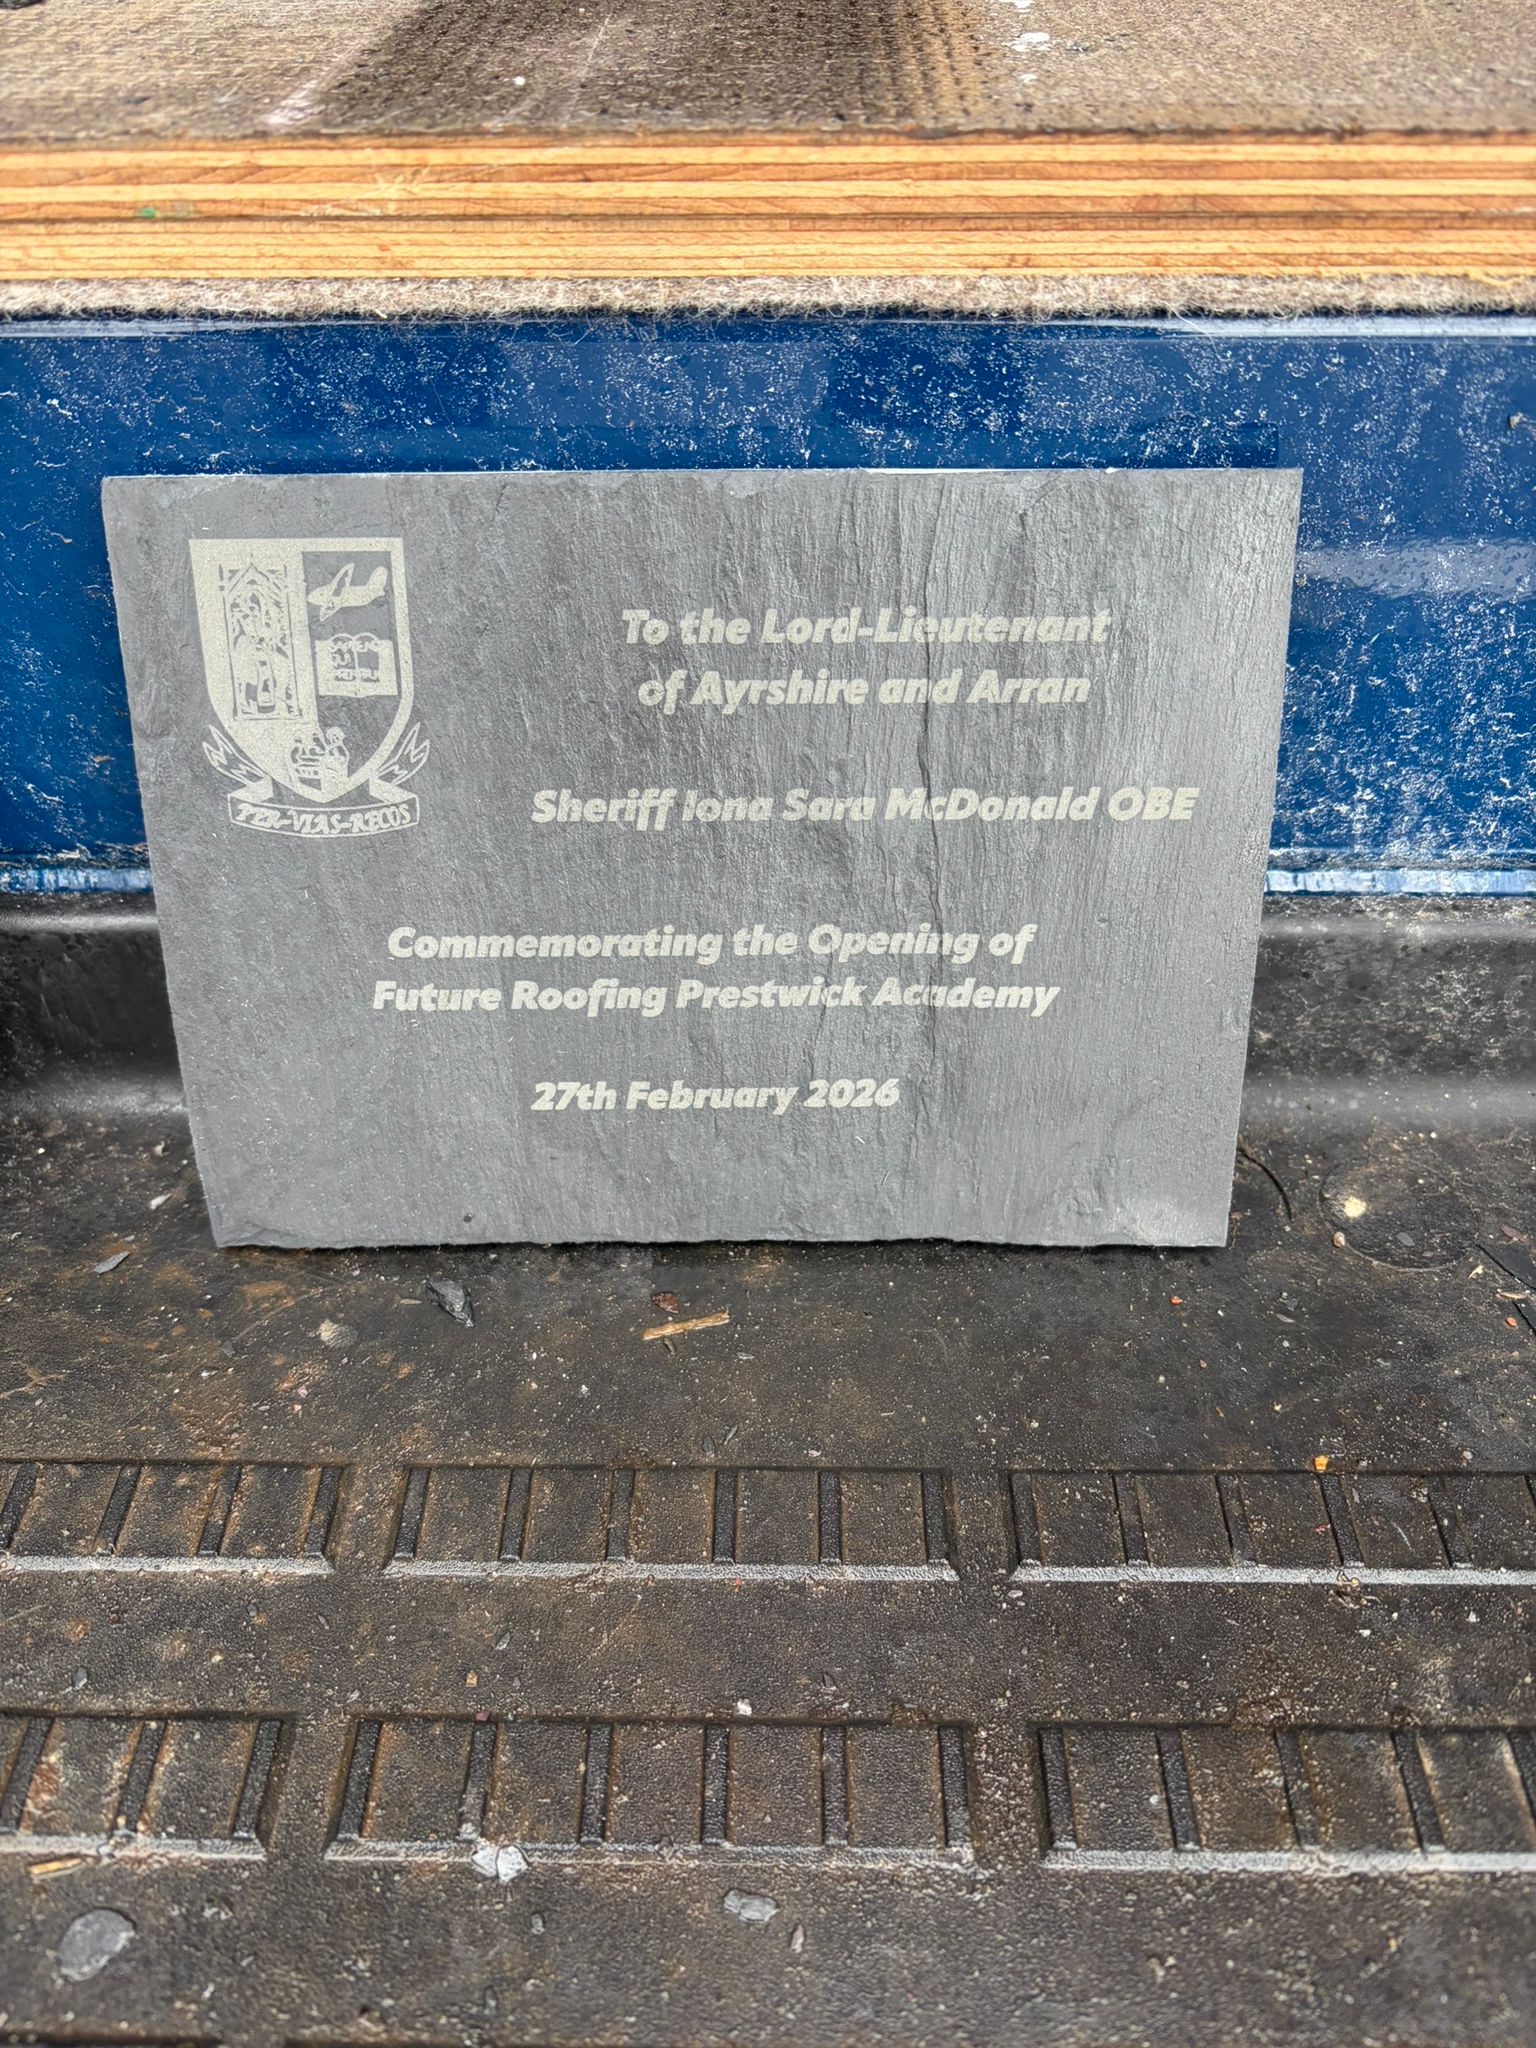 PER-VIAS-RECTAS
To the Lord-Lieutenant
of Ayrshire and Arran
Sheriff Iona Sara McDonald OBE
Commemorating the Opening of
Future Roofing Prestwick Academy
27th February 2026